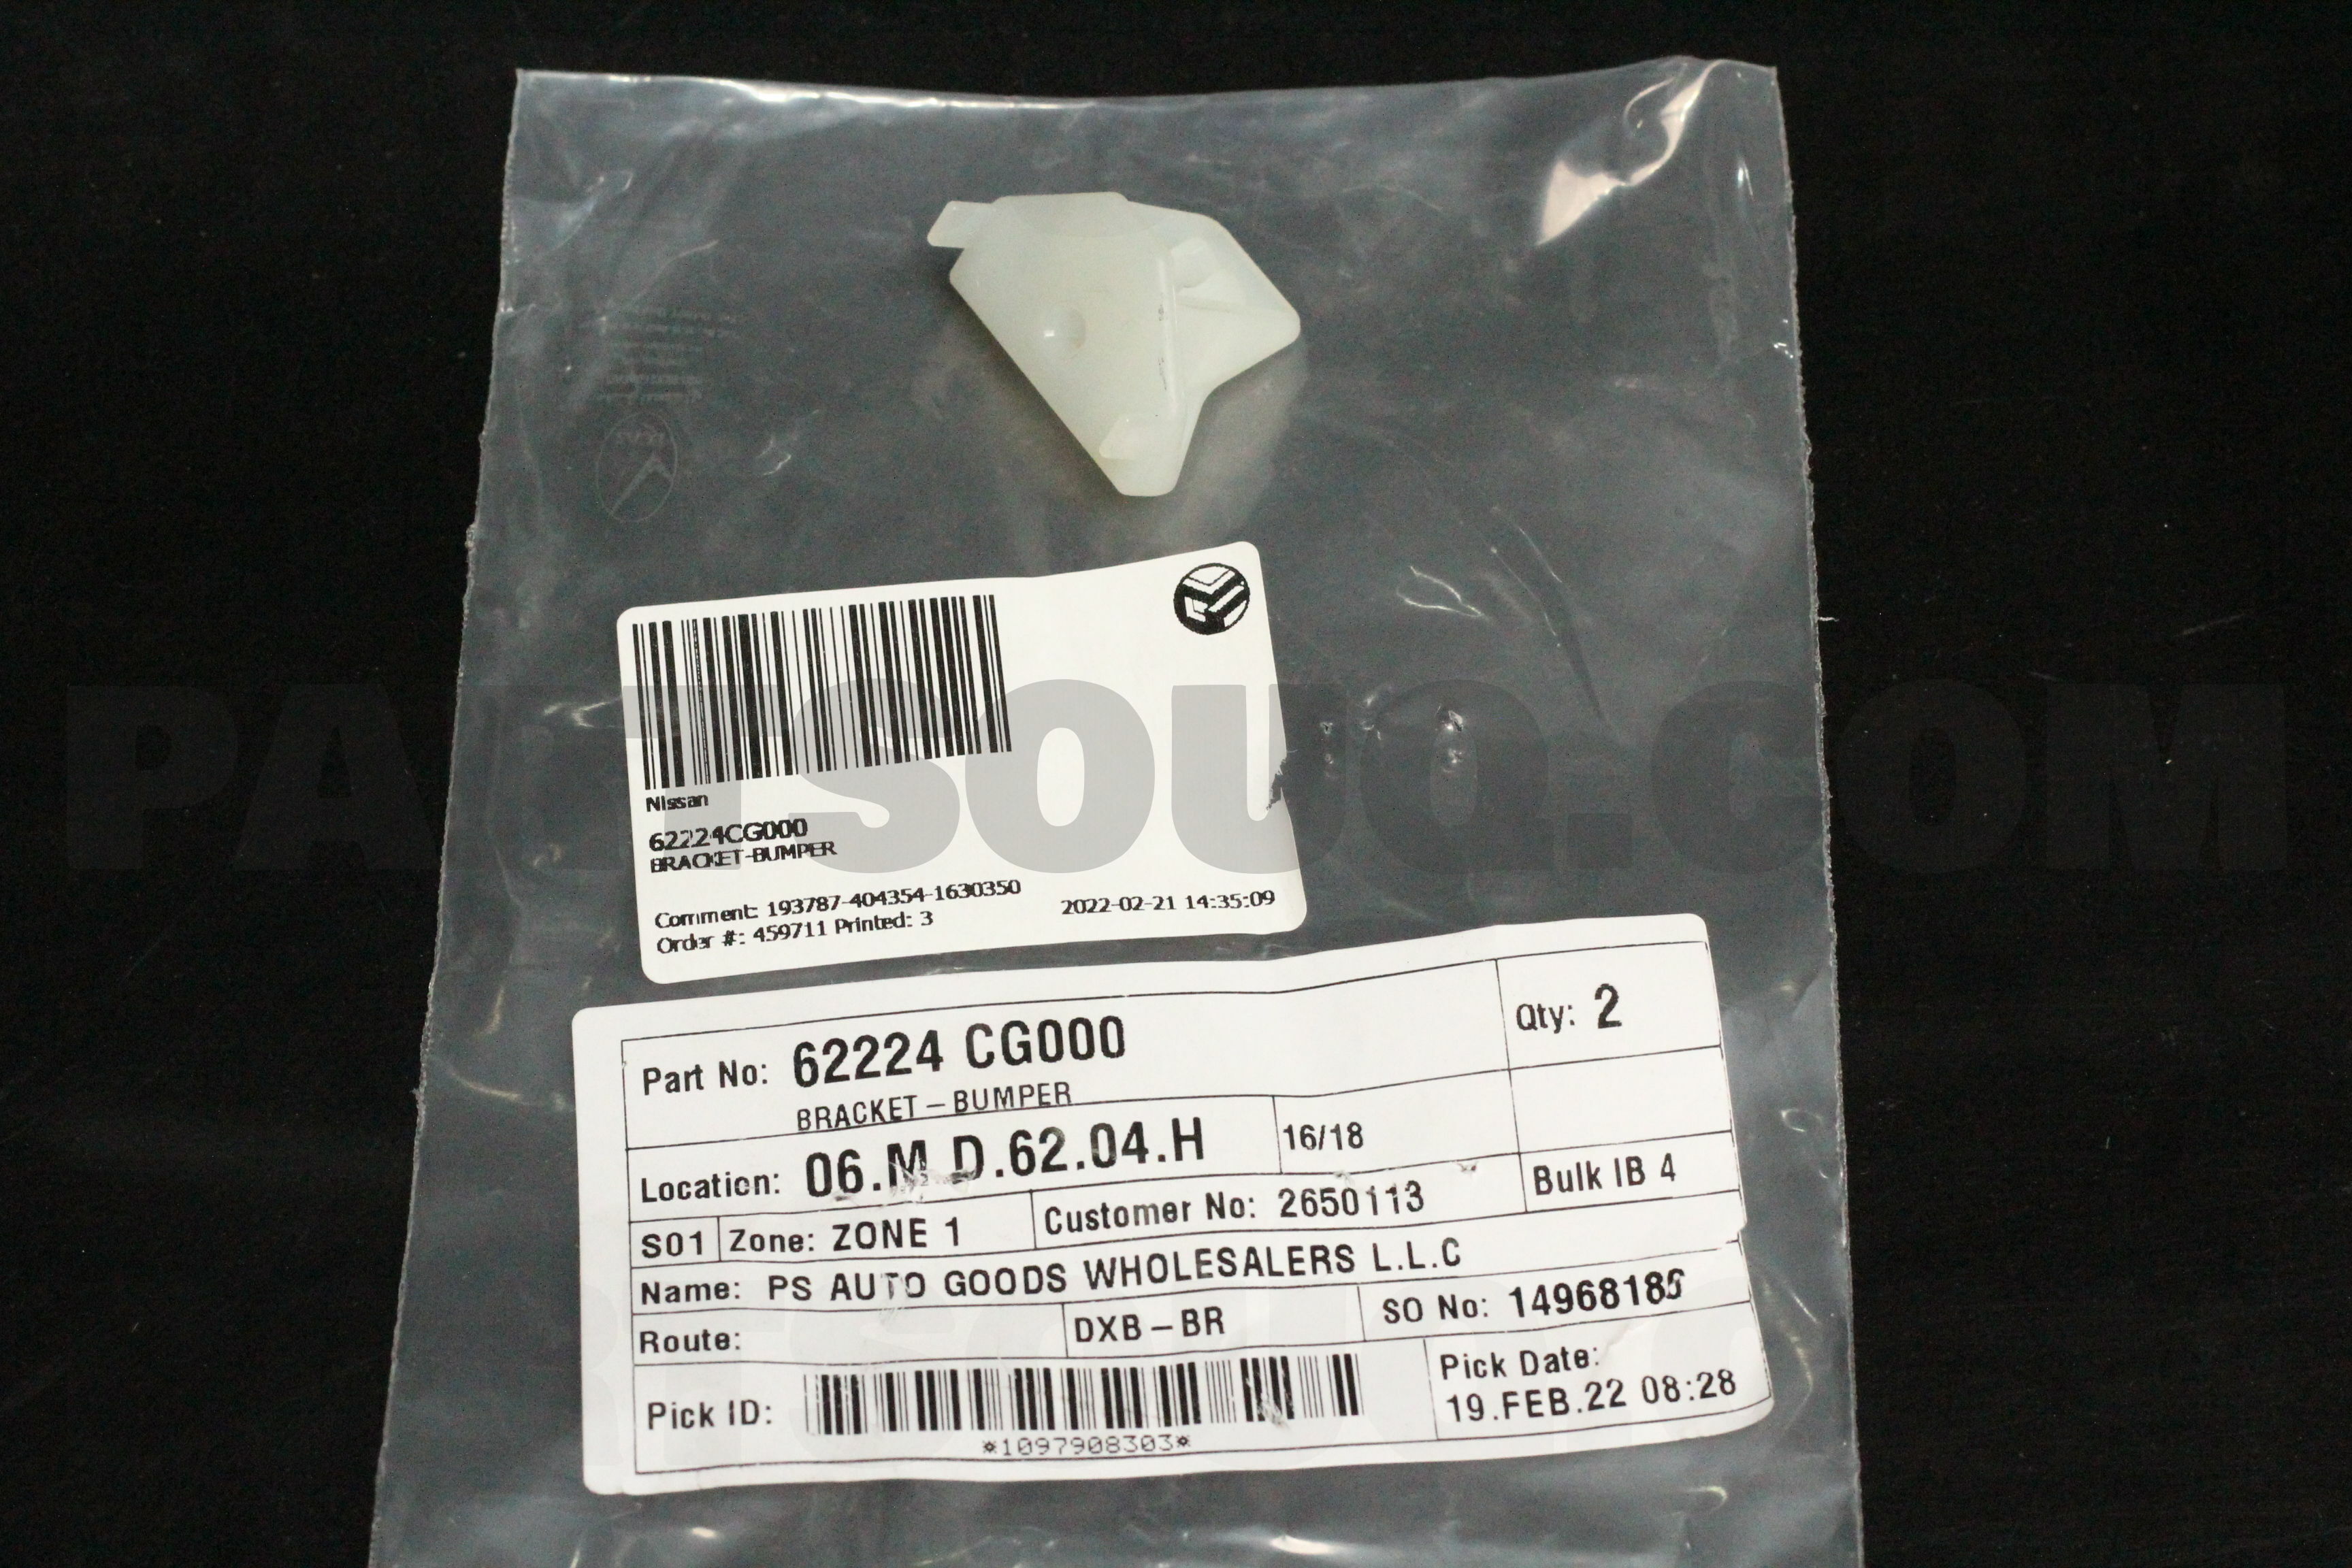 Nissan
62224CG000
BRACKET-BUMPER
Comment: 193787-404354-1630350
2022-02-21 14:35:09
Order #: 459711 Printed: 3
PARTSOUQ.COM
Part No: 62224 CG000
Qty: 2
BRACKET-BUMPER
Location: 06.M D.62.04.H
16/18
Bulk IB 4
S01 Zone: ZONE 1
Customer No: 2650113
Name: PS AUTO GOODS WHOLESALERS L.L.C
Route:
DXB-BR
SO No:
Pick ID:
*1097908303*
Pick Date:
19.FEB.22 08:28